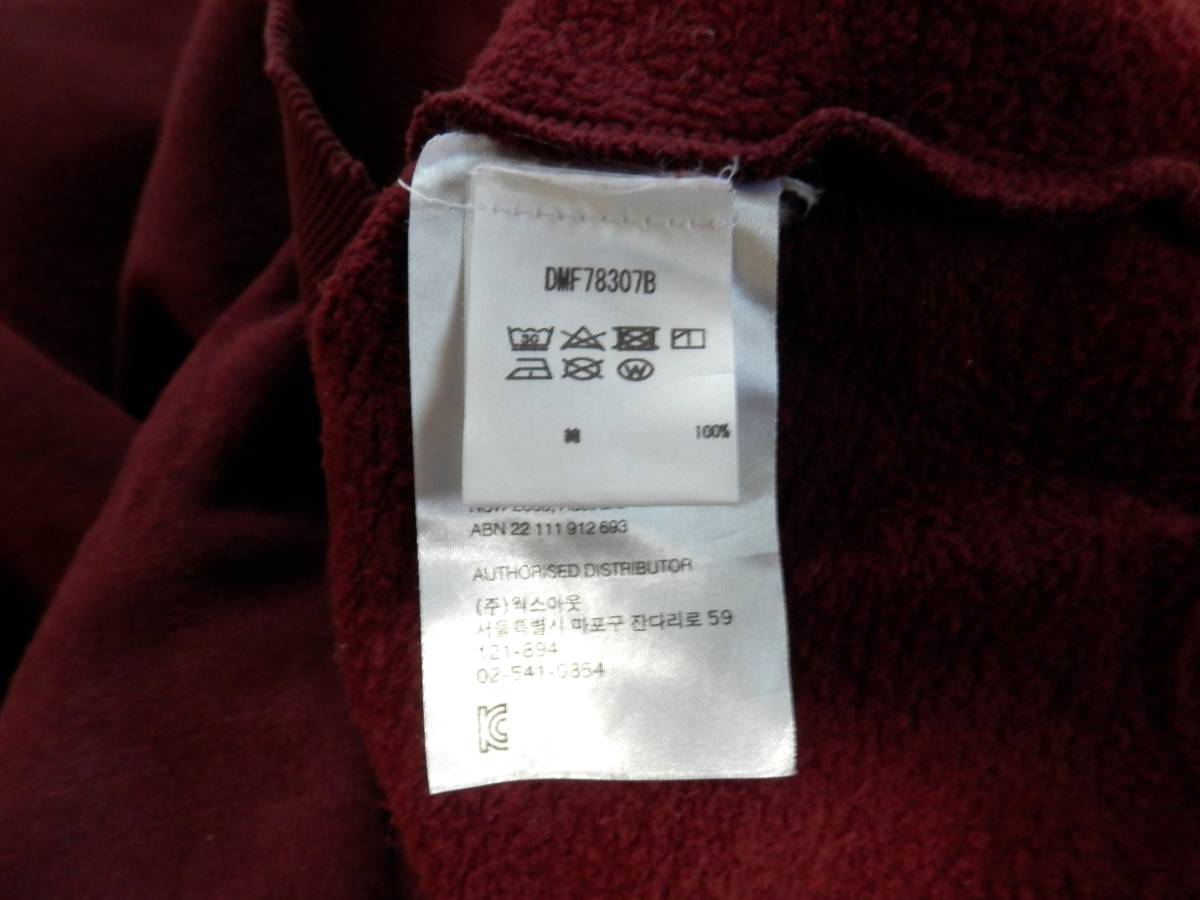 DMF78307B
30
W
綿 100%
ABN 22 111 912 693
AUTHORISED DISTRIBUTOR
(주)웍스아웃
서울특별시 마포구 잔다리로 59
121-894
02-541-0854
KC